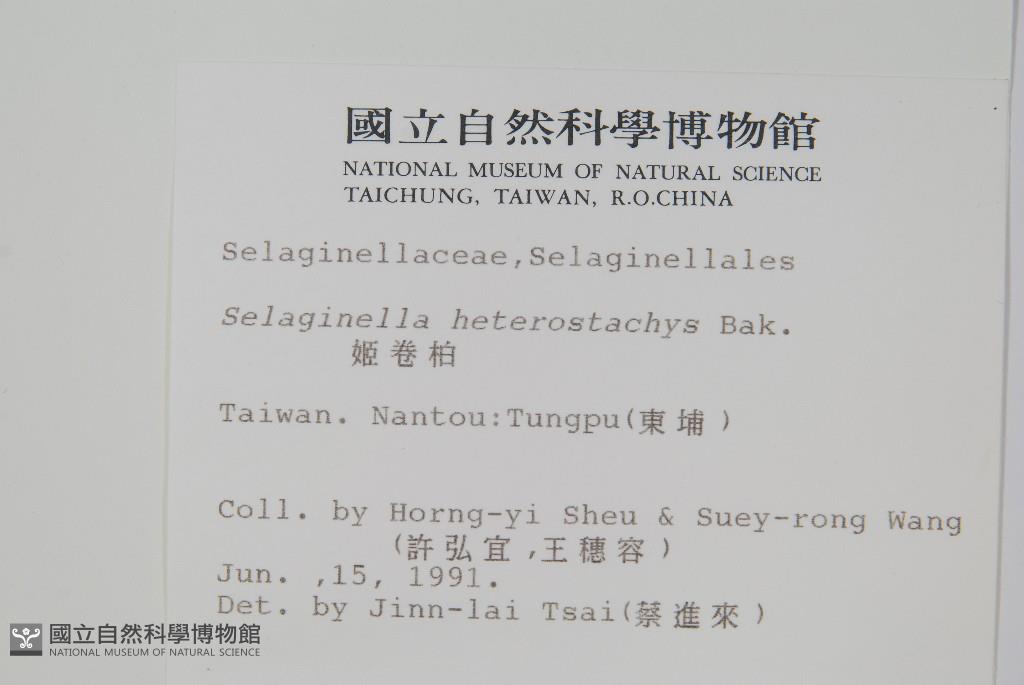 國立自然科學博物館
NATIONAL MUSEUM OF NATURAL SCIENCE
TAICHUNG, TAIWAN, R.O.CHINA
Selaginellaceae,Selaginellales
Selaginella heterostachys Bak.
姬卷柏
Taiwan. Nantou:Tungpu(東埔)
Coll. by Horng-yi Sheu & Suey-rong Wang
(許弘宜,王穗容)
Jun. ,15, 1991.
Det. by Jinn-lai Tsai(蔡進來)
國立自然科學博物館
NATIONAL MUSEUM OF NATURAL SCIENCE